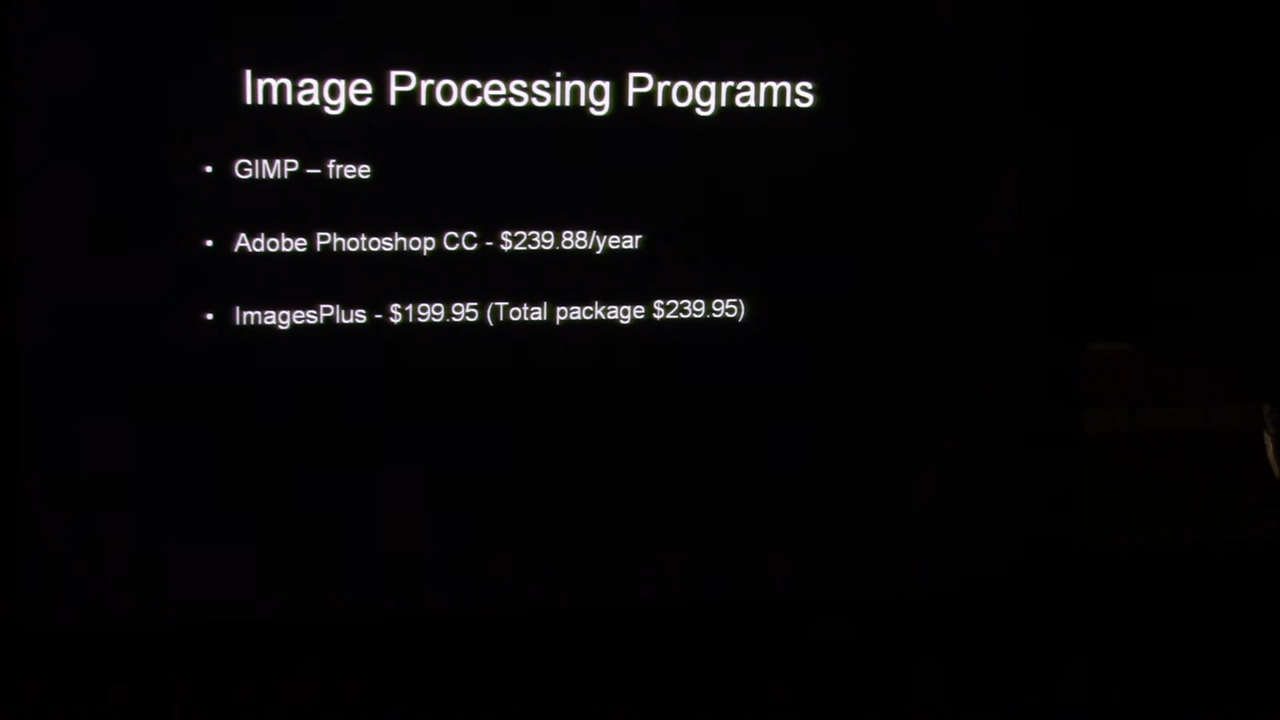 Image Processing Programs
• GIMP – free
• Adobe Photoshop CC - $239.88/year
• ImagesPlus - $199.95 (Total package $239.95)